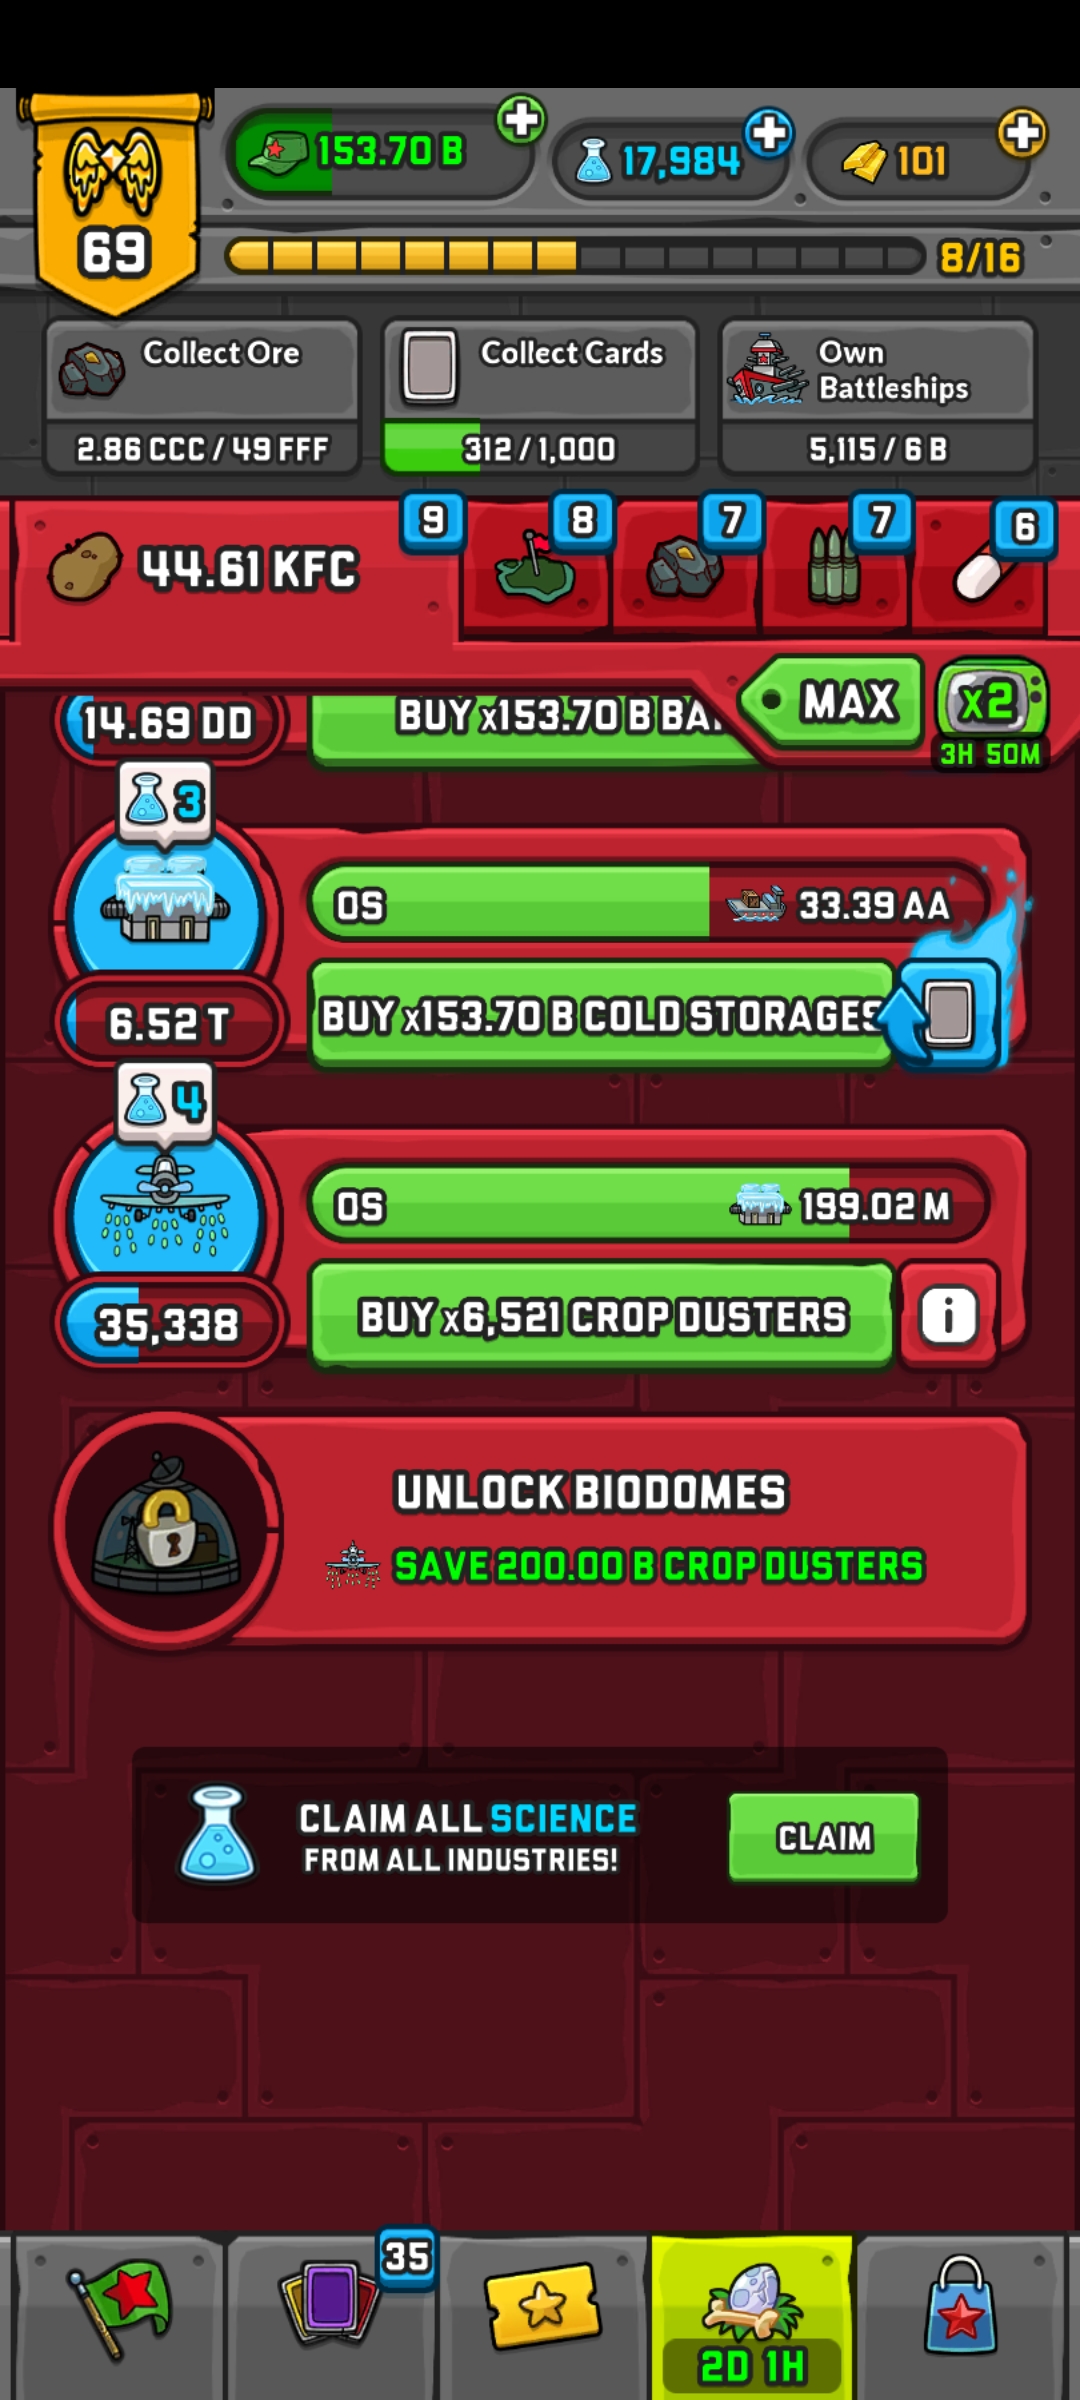 153.70 B
17,984
101
69
8/16
Collect Ore
2.86 CCC / 49 FFF
Collect Cards
312 / 1,000
Own
Battleships
5,115 / 6 B
44.61 KFC
9
8
7
7
6
MAX
x2
3H 50M
14.69 DD
BUY x153.70 B
3
0S
33.39 AA
6.52 T
BUY x153.70 B COLD STORAGES
4
0S
199.02 M
35,338
BUY x6,521 CROP DUSTERS
i
UNLOCK BIODOMES
SAVE 200.00 B CROP DUSTERS
CLAIM ALL SCIENCE
FROM ALL INDUSTRIES!
CLAIM
35
2D 1H